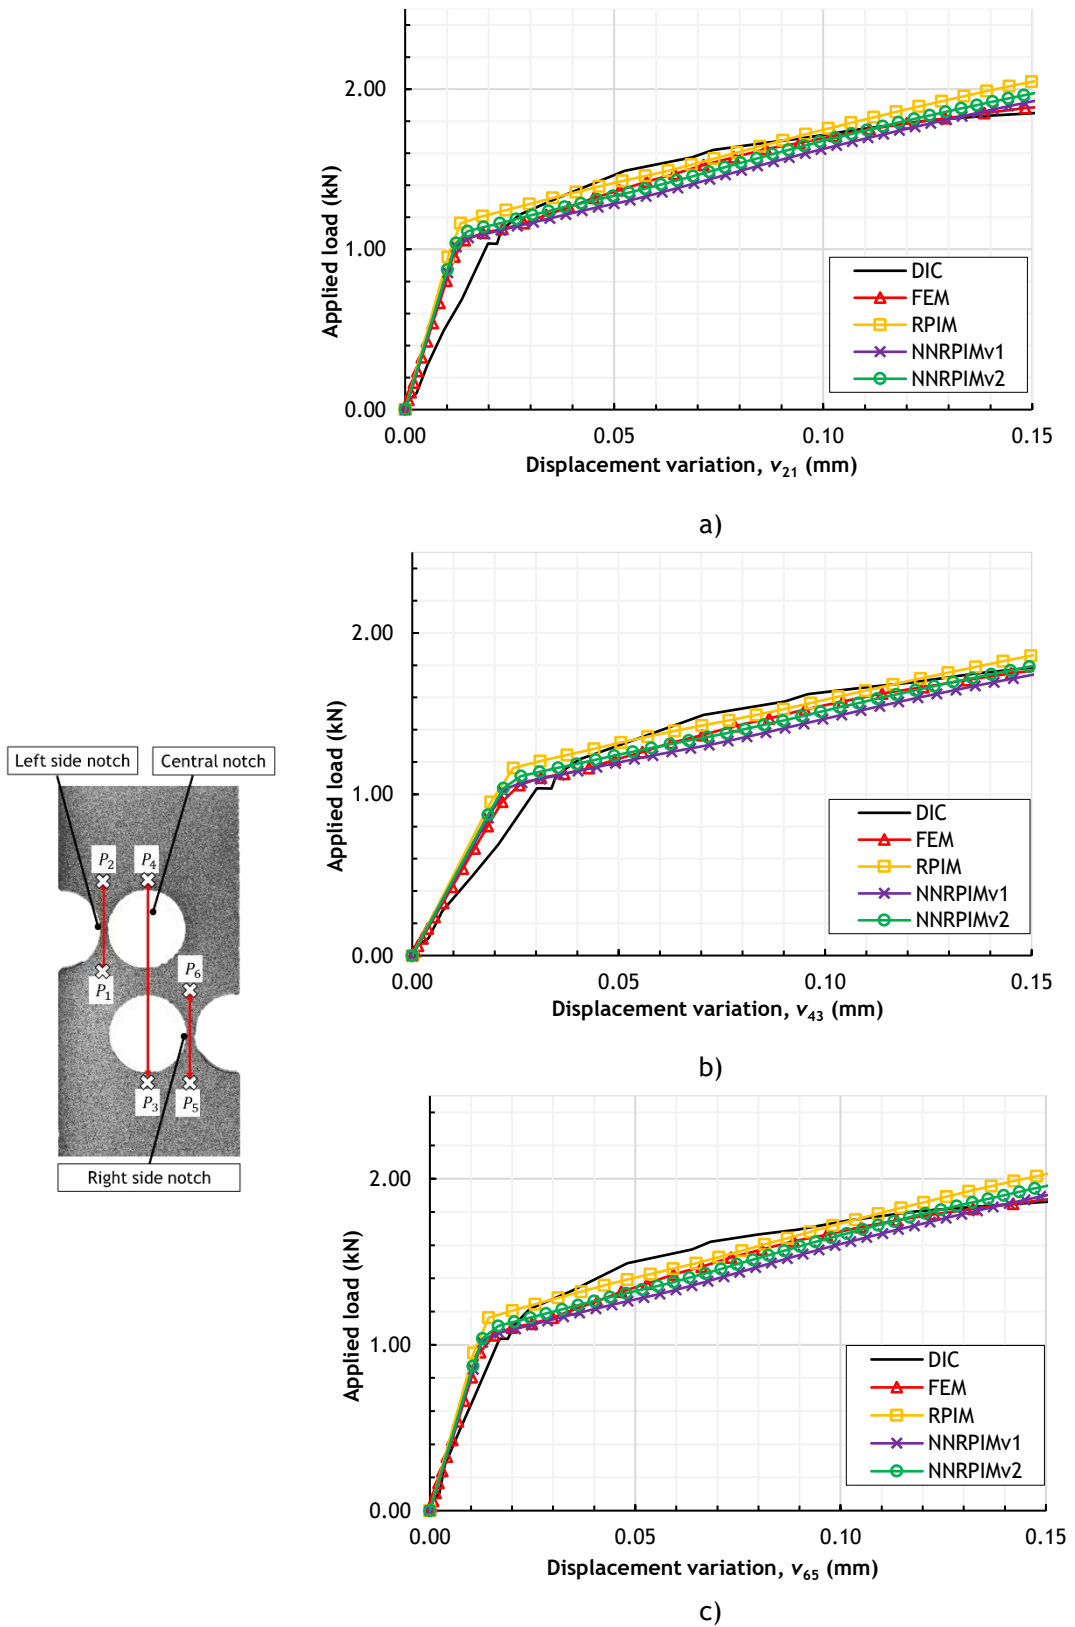 2.00
1.00
0.00
Applied load (kN)
DIC
FEM
RPIM
NNRPIMv1
NNRPIMv2
0.00 0.05 0.10 0.15
Displacement variation, v21 (mm)
a)
2.00
1.00
0.00
Applied load (kN)
DIC
FEM
RPIM
NNRPIMv1
NNRPIMv2
0.00 0.05 0.10 0.15
Displacement variation, v43 (mm)
b)
Left side notch
Central notch
P2
P4
P1
P6
P3
P5
Right side notch
2.00
1.00
0.00
Applied load (kN)
DIC
FEM
RPIM
NNRPIMv1
NNRPIMv2
0.00 0.05 0.10 0.15
Displacement variation, v65 (mm)
c)